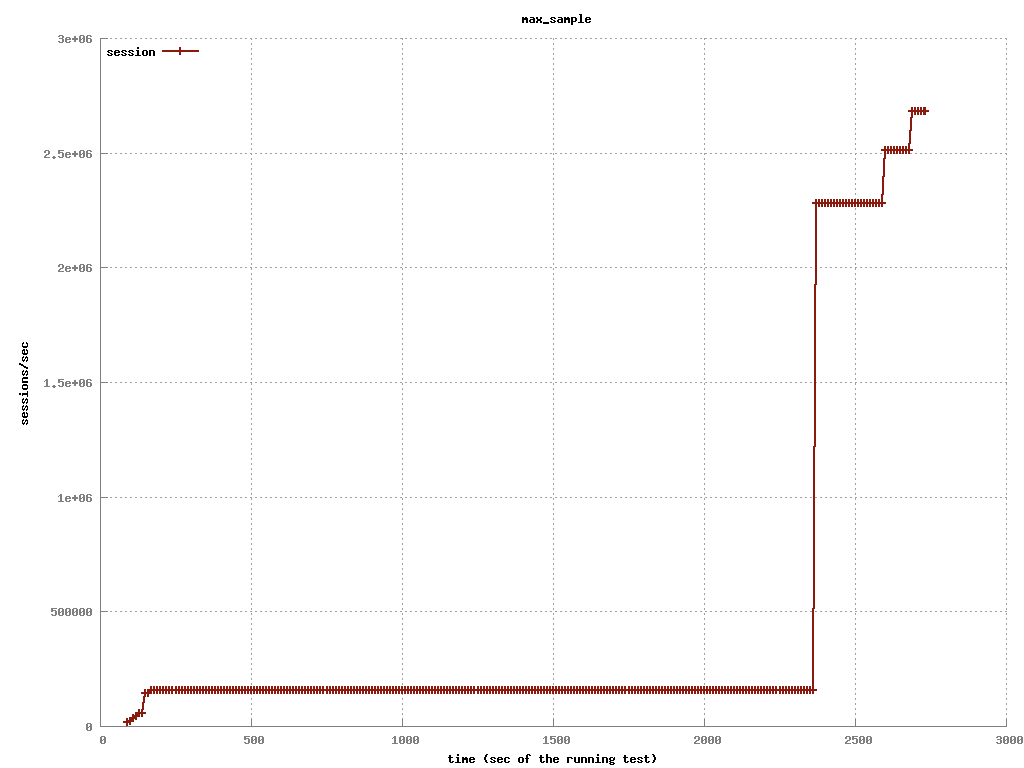 max_sample
3e+06
session
2.5e+06
2e+06
sessions/sec
1.5e+06
1e+06
500000
0
0 500 1000 1500 2000 2500 3000
time (sec of the running test)